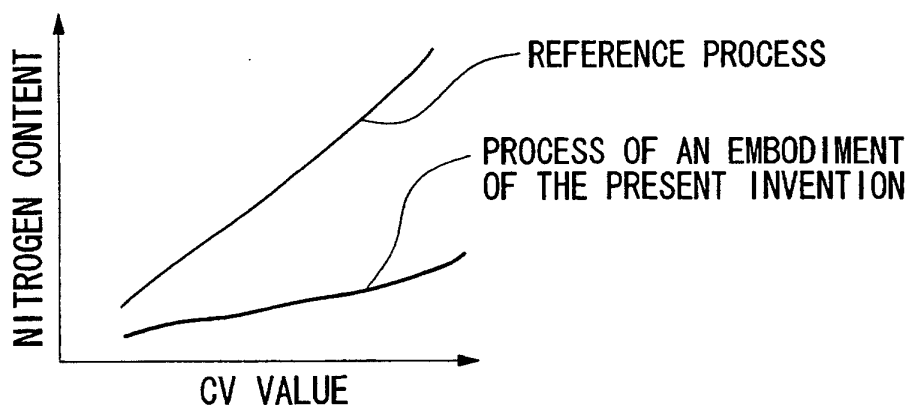 REFERENCE PROCESS
PROCESS OF AN EMBODIMENT
OF THE PRESENT INVENTION
NITROGEN CONTENT
CV VALUE